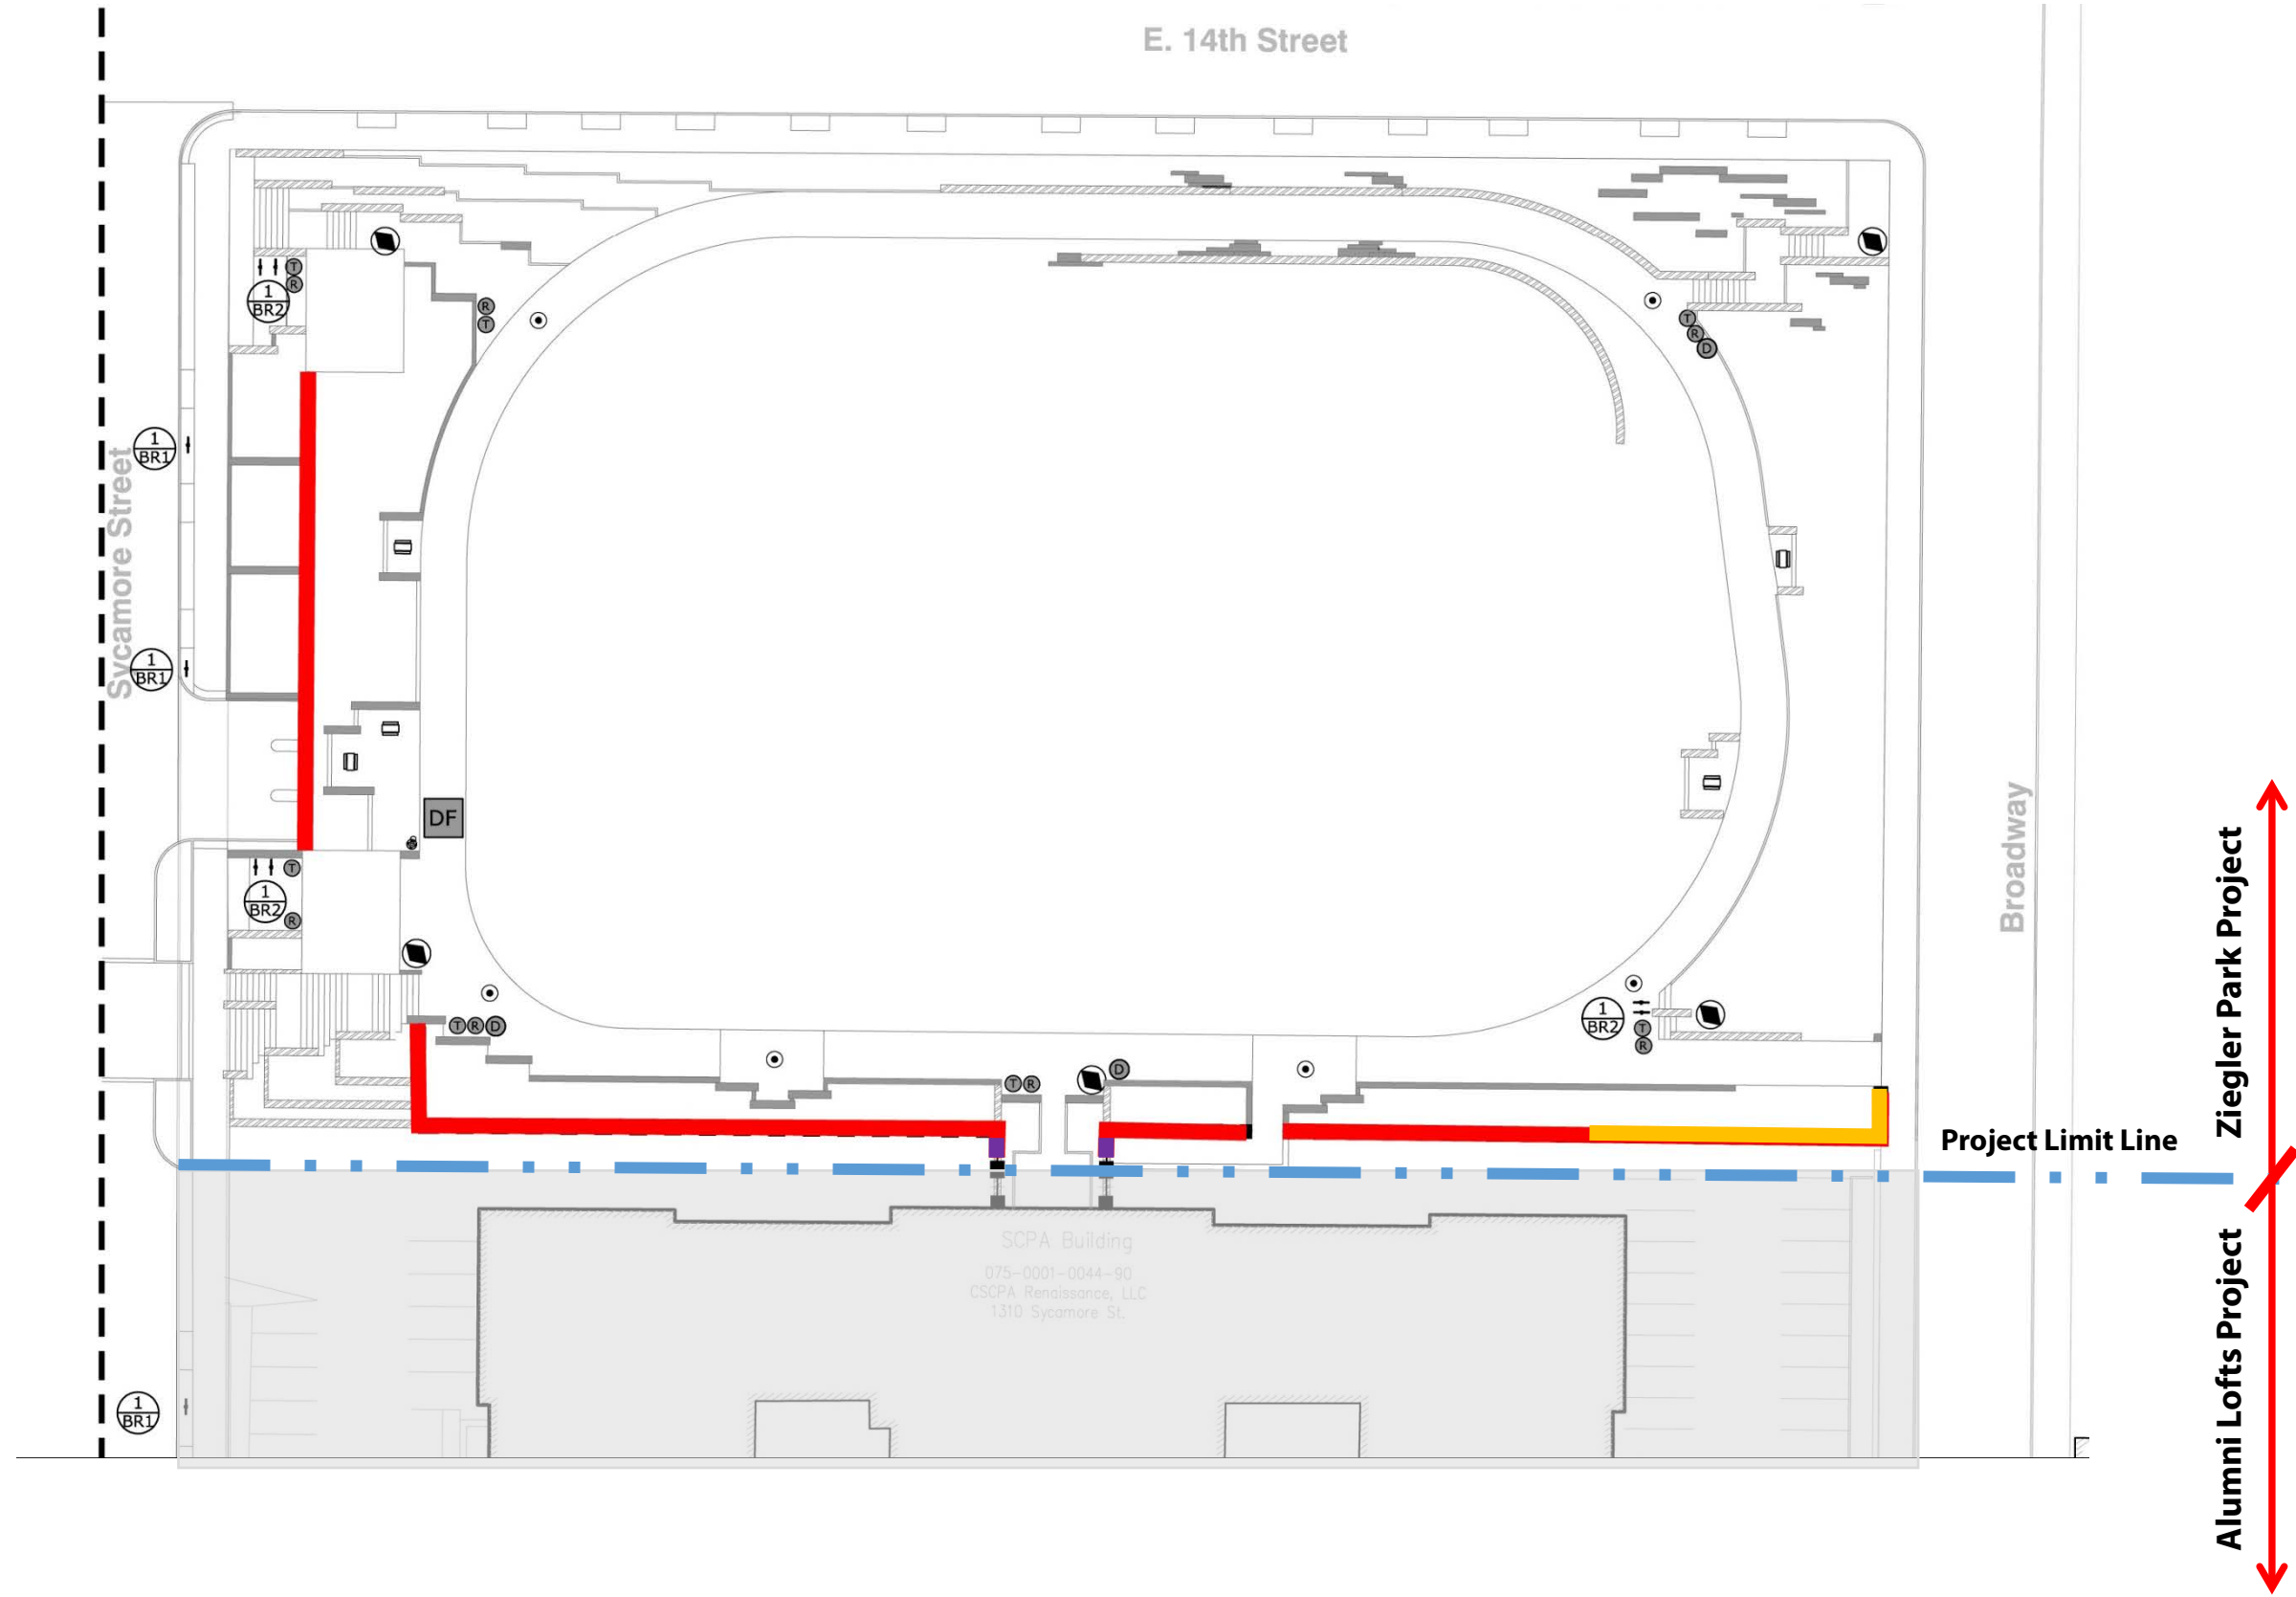 E. 14th Street
T
R
1
BR2
R
T
T
R
D
1
BR1
Sycamore Street
1
BR1
DF
T
1
BR2
R
Broadway
Ziegler Park Project
T R D
1
BR2
T
R
T R
D
Project Limit Line
SCPA Building
075-0001-0044-90
CSCPA Renaissance, LLC
1310 Sycamore St.
Alumni Lofts Project
1
BR1